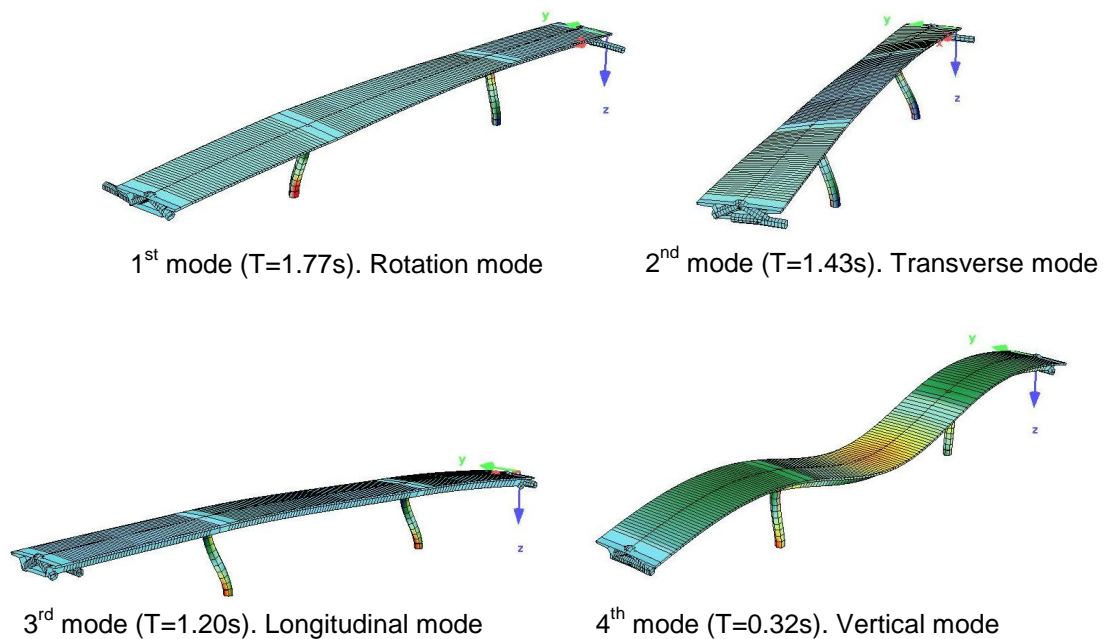 y
z
y
x
z
1st mode (T=1.77s). Rotation mode
2nd mode (T=1.43s). Transverse mode
y
z
y
z
3rd mode (T=1.20s). Longitudinal mode
4th mode (T=0.32s). Vertical mode